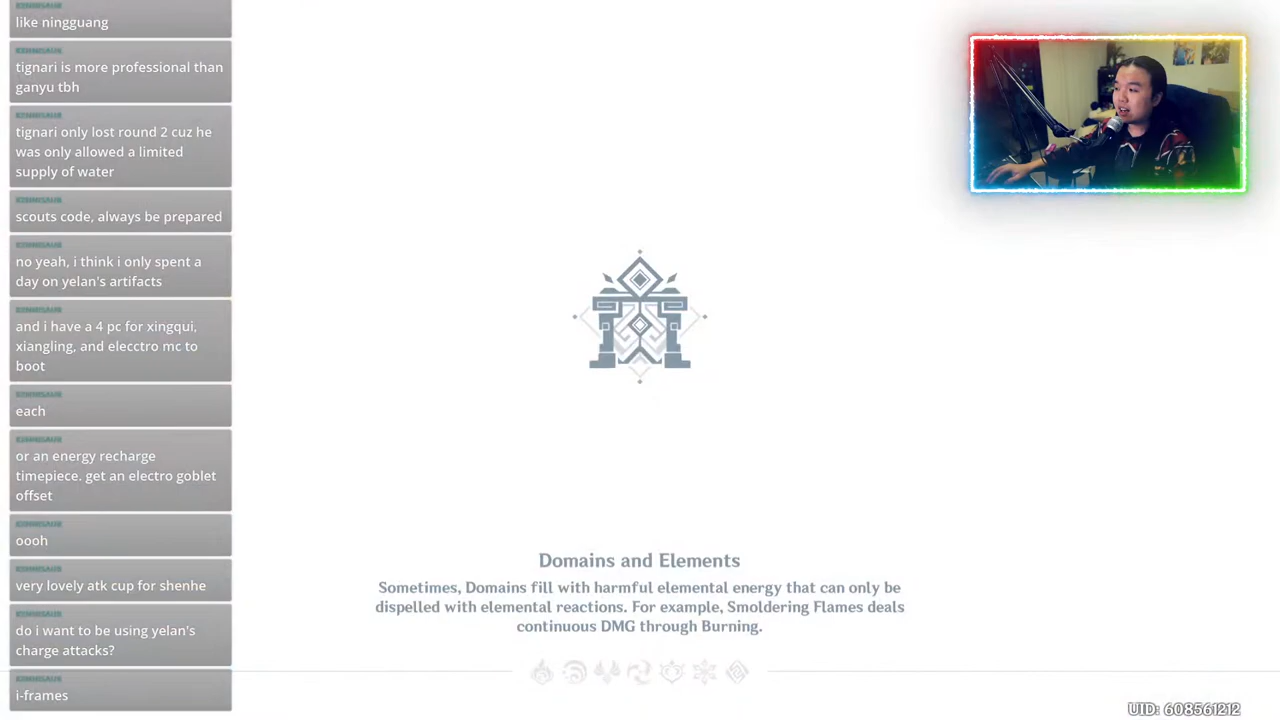 like ningguang
tignari is more professional than
ganyu tbh
tignari only lost round 2 cuz he
was only allowed a limited
supply of water
scouts code, always be prepared
no yeah, i think i only spent a
day on yelan's artifacts
and i have a 4 pc for xingqui,
xiangling, and elecctro mc to
boot
each
or an energy recharge
timepiece. get an electro goblet
offset
oooh
very lovely atk cup for shenhe
do i want to be using yelan's
charge attacks?
i-frames
Domains and Elements
Sometimes, Domains fill with harmful elemental energy that can only be
dispelled with elemental reactions. For example, Smoldering Flames deals
continuous DMG through Burning.
UID: 608561212